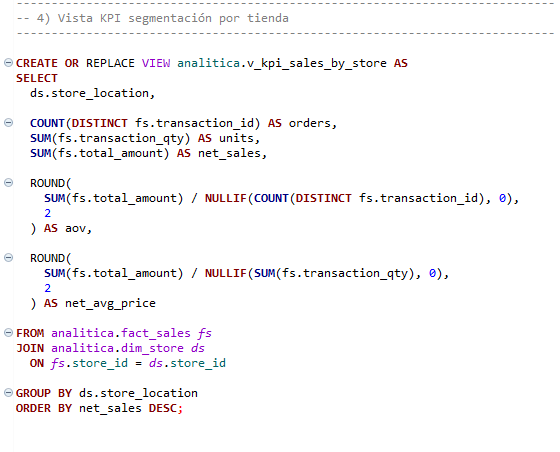 ------------------------------------------------------------------------------
-- 4) Vista KPI segmentación por tienda
------------------------------------------------------------------------------
CREATE OR REPLACE VIEW analitica.v_kpi_sales_by_store AS
SELECT
  ds.store_location,
  COUNT(DISTINCT fs.transaction_id) AS orders,
  SUM(fs.transaction_qty) AS units,
  SUM(fs.total_amount) AS net_sales,
  ROUND(
    SUM(fs.total_amount) / NULLIF(COUNT(DISTINCT fs.transaction_id), 0),
    2
  ) AS aov,
  ROUND(
    SUM(fs.total_amount) / NULLIF(SUM(fs.transaction_qty), 0),
    2
  ) AS net_avg_price
FROM analitica.fact_sales fs
JOIN analitica.dim_store ds
  ON fs.store_id = ds.store_id
GROUP BY ds.store_location
ORDER BY net_sales DESC;